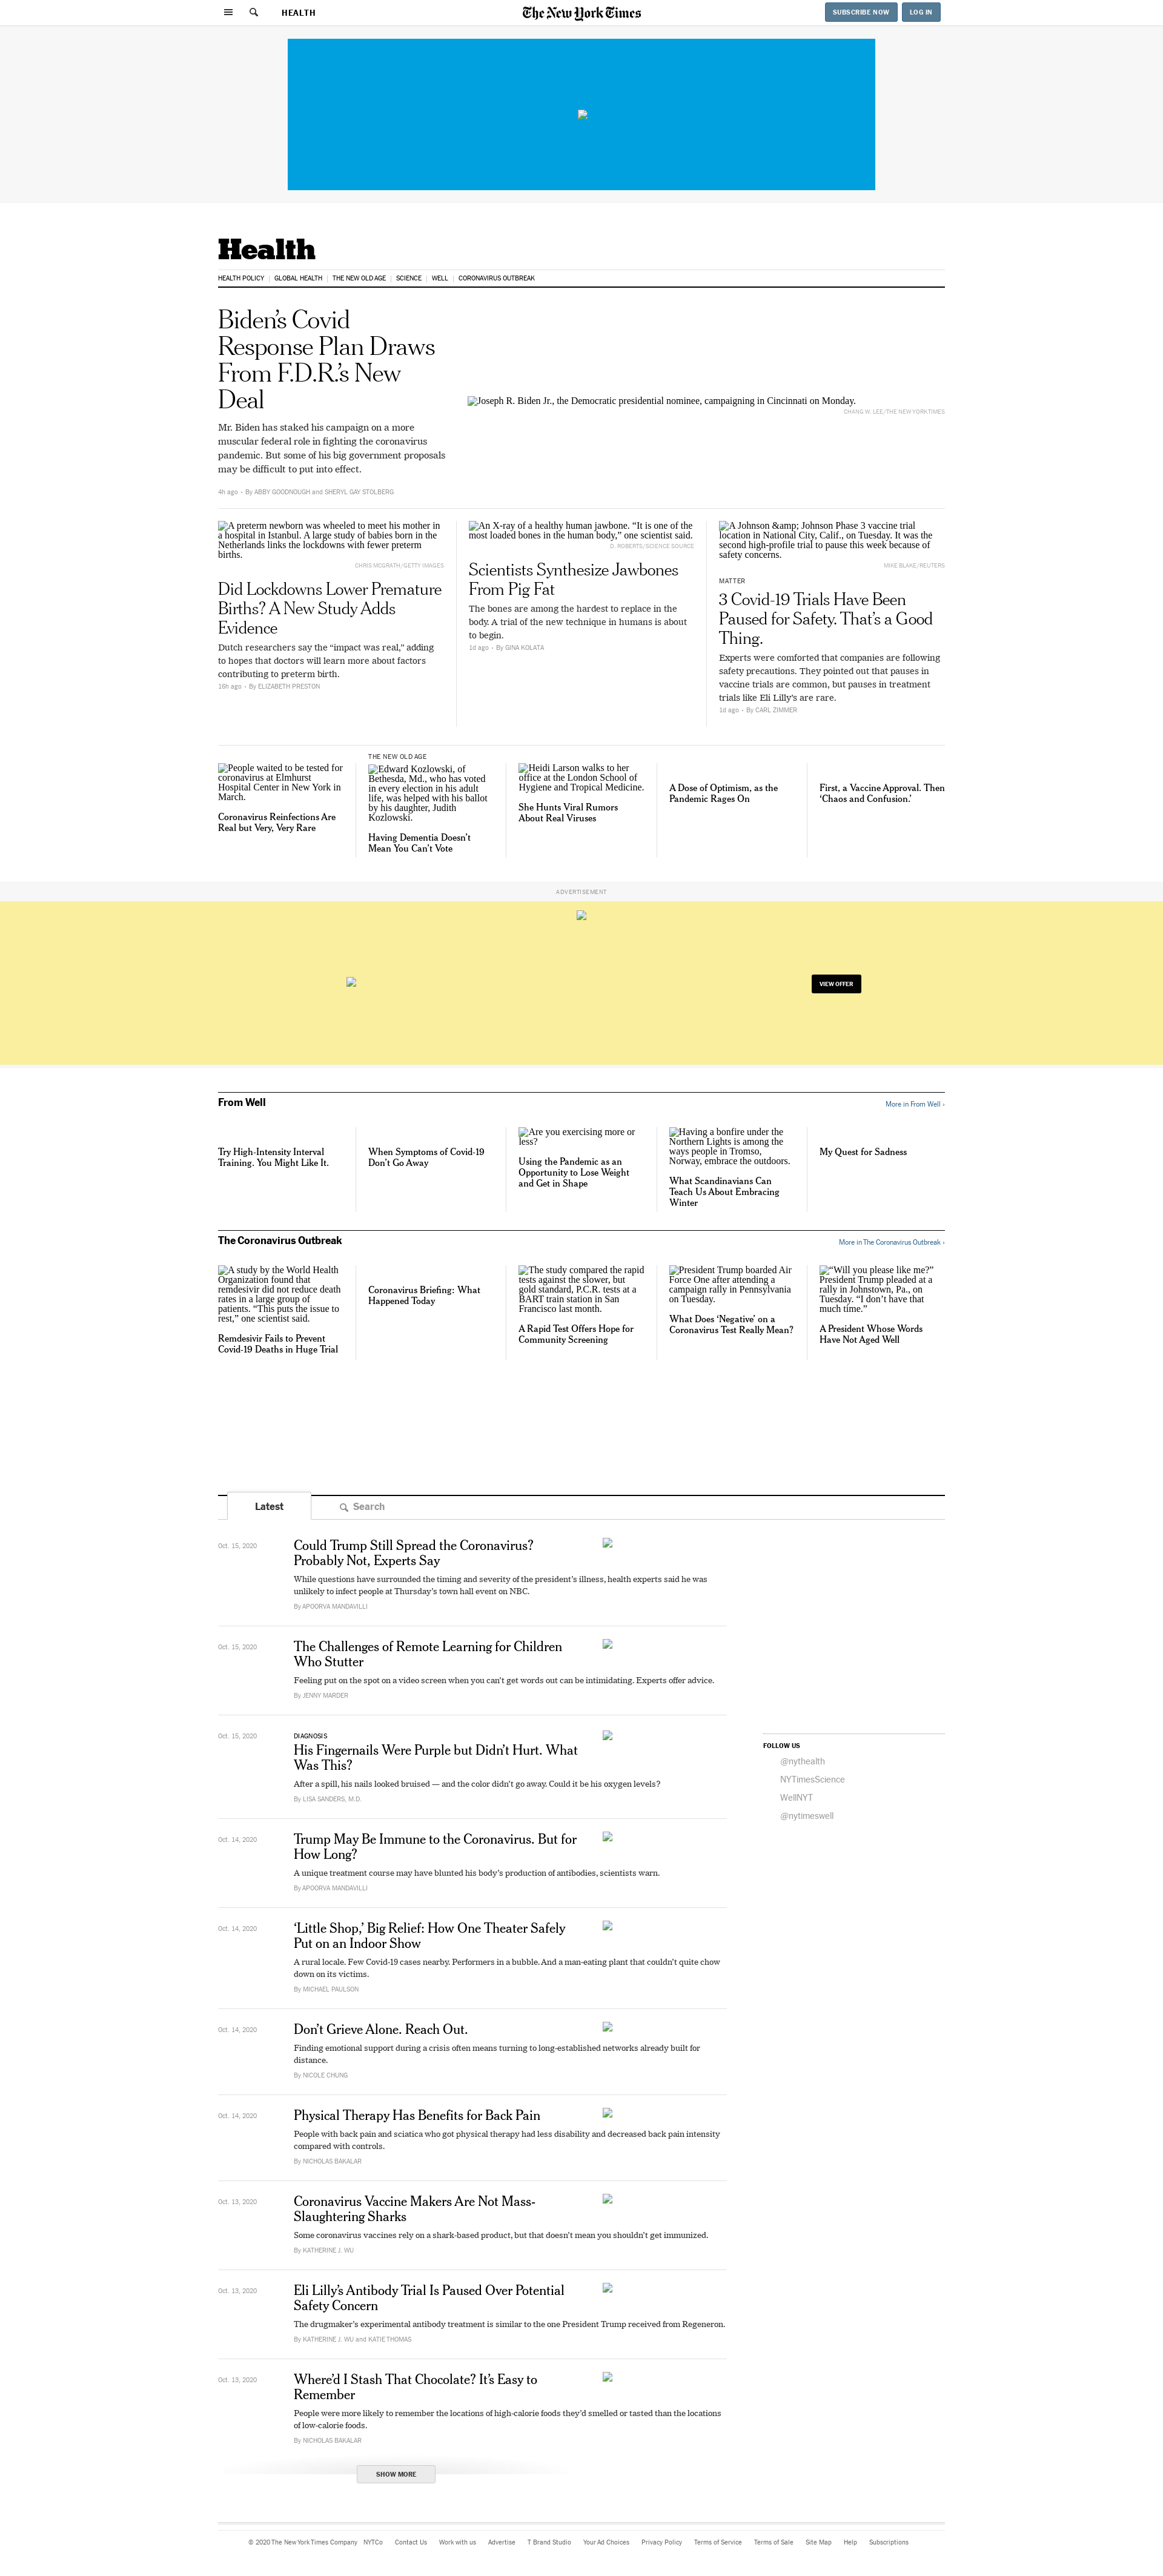 HEALTH
The New York Times
SUBSCRIBE NOW
LOG IN
Health
HEALTH POLICY | GLOBAL HEALTH | THE NEW OLD AGE | SCIENCE | WELL | CORONAVIRUS OUTBREAK
Biden’s Covid
Response Plan Draws
From F.D.R.’s New
Deal
Mr. Biden has staked his campaign on a more
muscular federal role in fighting the coronavirus
pandemic. But some of his big government proposals
may be difficult to put into effect.
4h ago - By ABBY GOODNOUGH and SHERYL GAY STOLBERG
Joseph R. Biden Jr., the Democratic presidential nominee, campaigning in Cincinnati on Monday.
CHANG W. LEE/THE NEW YORK TIMES
A preterm newborn was wheeled to meet his mother in
a hospital in Istanbul. A large study of babies born in the
Netherlands links the lockdowns with fewer preterm
births.
CHRIS MCGRATH/GETTY IMAGES
Did Lockdowns Lower Premature
Births? A New Study Adds
Evidence
Dutch researchers say the “impact was real,” adding
to hopes that doctors will learn more about factors
contributing to preterm birth.
16h ago - By ELIZABETH PRESTON
An X-ray of a healthy human jawbone. “It is one of the
most loaded bones in the human body,” one scientist said.
D. ROBERTS/SCIENCE SOURCE
Scientists Synthesize Jawbones
From Pig Fat
The bones are among the hardest to replace in the
body. A trial of the new technique in humans is about
to begin.
1d ago - By GINA KOLATA
A Johnson &amp; Johnson Phase 3 vaccine trial
location in National City, Calif., on Tuesday. It was the
second high-profile trial to pause this week because of
safety concerns.
MIKE BLAKE/REUTERS
MATTER
3 Covid-19 Trials Have Been
Paused for Safety. That’s a Good
Thing.
Experts were comforted that companies are following
safety precautions. They pointed out that pauses in
vaccine trials are common, but pauses in treatment
trials like Eli Lilly’s are rare.
1d ago - By CARL ZIMMER
People waited to be tested for
coronavirus at Elmhurst
Hospital Center in New York in
March.
Coronavirus Reinfections Are
Real but Very, Very Rare
THE NEW OLD AGE
Edward Kozlowski, of
Bethesda, Md., who has voted
in every election in his adult
life, was helped with his ballot
by his daughter, Judith
Kozlowski.
Having Dementia Doesn’t
Mean You Can’t Vote
Heidi Larson walks to her
office at the London School of
Hygiene and Tropical Medicine.
She Hunts Viral Rumors
About Real Viruses
A Dose of Optimism, as the
Pandemic Rages On
First, a Vaccine Approval. Then
‘Chaos and Confusion.’
ADVERTISEMENT
VIEW OFFER
From Well
More in From Well ›
Try High-Intensity Interval
Training. You Might Like It.
When Symptoms of Covid-19
Don’t Go Away
Are you exercising more or
less?
Using the Pandemic as an
Opportunity to Lose Weight
and Get in Shape
Having a bonfire under the
Northern Lights is among the
ways people in Tromso,
Norway, embrace the outdoors.
What Scandinavians Can
Teach Us About Embracing
Winter
My Quest for Sadness
The Coronavirus Outbreak
More in The Coronavirus Outbreak ›
A study by the World Health
Organization found that
remdesivir did not reduce death
rates in a large group of
patients. “This puts the issue to
rest,” one scientist said.
Remdesivir Fails to Prevent
Covid-19 Deaths in Huge Trial
Coronavirus Briefing: What
Happened Today
The study compared the rapid
tests against the slower, but
gold standard, P.C.R. tests at a
BART train station in San
Francisco last month.
A Rapid Test Offers Hope for
Community Screening
President Trump boarded Air
Force One after attending a
campaign rally in Pennsylvania
on Tuesday.
What Does ‘Negative’ on a
Coronavirus Test Really Mean?
“Will you please like me?”
President Trump pleaded at a
rally in Johnstown, Pa., on
Tuesday. “I don’t have that
much time.”
A President Whose Words
Have Not Aged Well
Latest
Search
Oct. 15, 2020
Could Trump Still Spread the Coronavirus?
Probably Not, Experts Say
While questions have surrounded the timing and severity of the president’s illness, health experts said he was
unlikely to infect people at Thursday’s town hall event on NBC.
By APOORVA MANDAVILLI
Oct. 15, 2020
The Challenges of Remote Learning for Children
Who Stutter
Feeling put on the spot on a video screen when you can’t get words out can be intimidating. Experts offer advice.
By JENNY MARDER
Oct. 15, 2020
DIAGNOSIS
His Fingernails Were Purple but Didn’t Hurt. What
Was This?
After a spill, his nails looked bruised — and the color didn’t go away. Could it be his oxygen levels?
By LISA SANDERS, M.D.
FOLLOW US
@nythealth
NYTimesScience
WellNYT
@nytimeswell
Oct. 14, 2020
Trump May Be Immune to the Coronavirus. But for
How Long?
A unique treatment course may have blunted his body’s production of antibodies, scientists warn.
By APOORVA MANDAVILLI
Oct. 14, 2020
‘Little Shop,’ Big Relief: How One Theater Safely
Put on an Indoor Show
A rural locale. Few Covid-19 cases nearby. Performers in a bubble. And a man-eating plant that couldn’t quite chow
down on its victims.
By MICHAEL PAULSON
Oct. 14, 2020
Don’t Grieve Alone. Reach Out.
Finding emotional support during a crisis often means turning to long-established networks already built for
distance.
By NICOLE CHUNG
Oct. 14, 2020
Physical Therapy Has Benefits for Back Pain
People with back pain and sciatica who got physical therapy had less disability and decreased back pain intensity
compared with controls.
By NICHOLAS BAKALAR
Oct. 13, 2020
Coronavirus Vaccine Makers Are Not Mass-
Slaughtering Sharks
Some coronavirus vaccines rely on a shark-based product, but that doesn’t mean you shouldn’t get immunized.
By KATHERINE J. WU
Oct. 13, 2020
Eli Lilly’s Antibody Trial Is Paused Over Potential
Safety Concern
The drugmaker’s experimental antibody treatment is similar to the one President Trump received from Regeneron.
By KATHERINE J. WU and KATIE THOMAS
Oct. 13, 2020
Where’d I Stash That Chocolate? It’s Easy to
Remember
People were more likely to remember the locations of high-calorie foods they’d smelled or tasted than the locations
of low-calorie foods.
By NICHOLAS BAKALAR
SHOW MORE
© 2020 The New York Times Company NYTCo Contact Us Work with us Advertise T Brand Studio Your Ad Choices Privacy Policy Terms of Service Terms of Sale Site Map Help Subscriptions